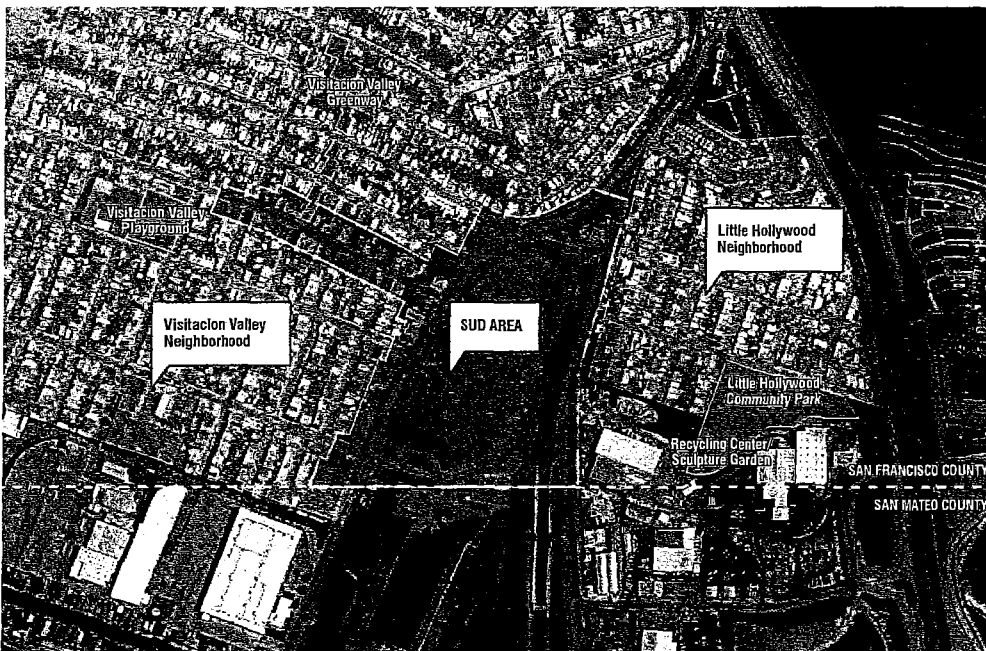 Visitacion Valley
Greenway
Visitacion Valley
Playground
Little Hollywood
Neighborhood
Visitacion Valley
Neighborhood
SUD AREA
Little Hollywood
Community Park
Recycling Center/
Sculpture Garden
SAN FRANCISCO COUNTY
SAN MATEO COUNTY